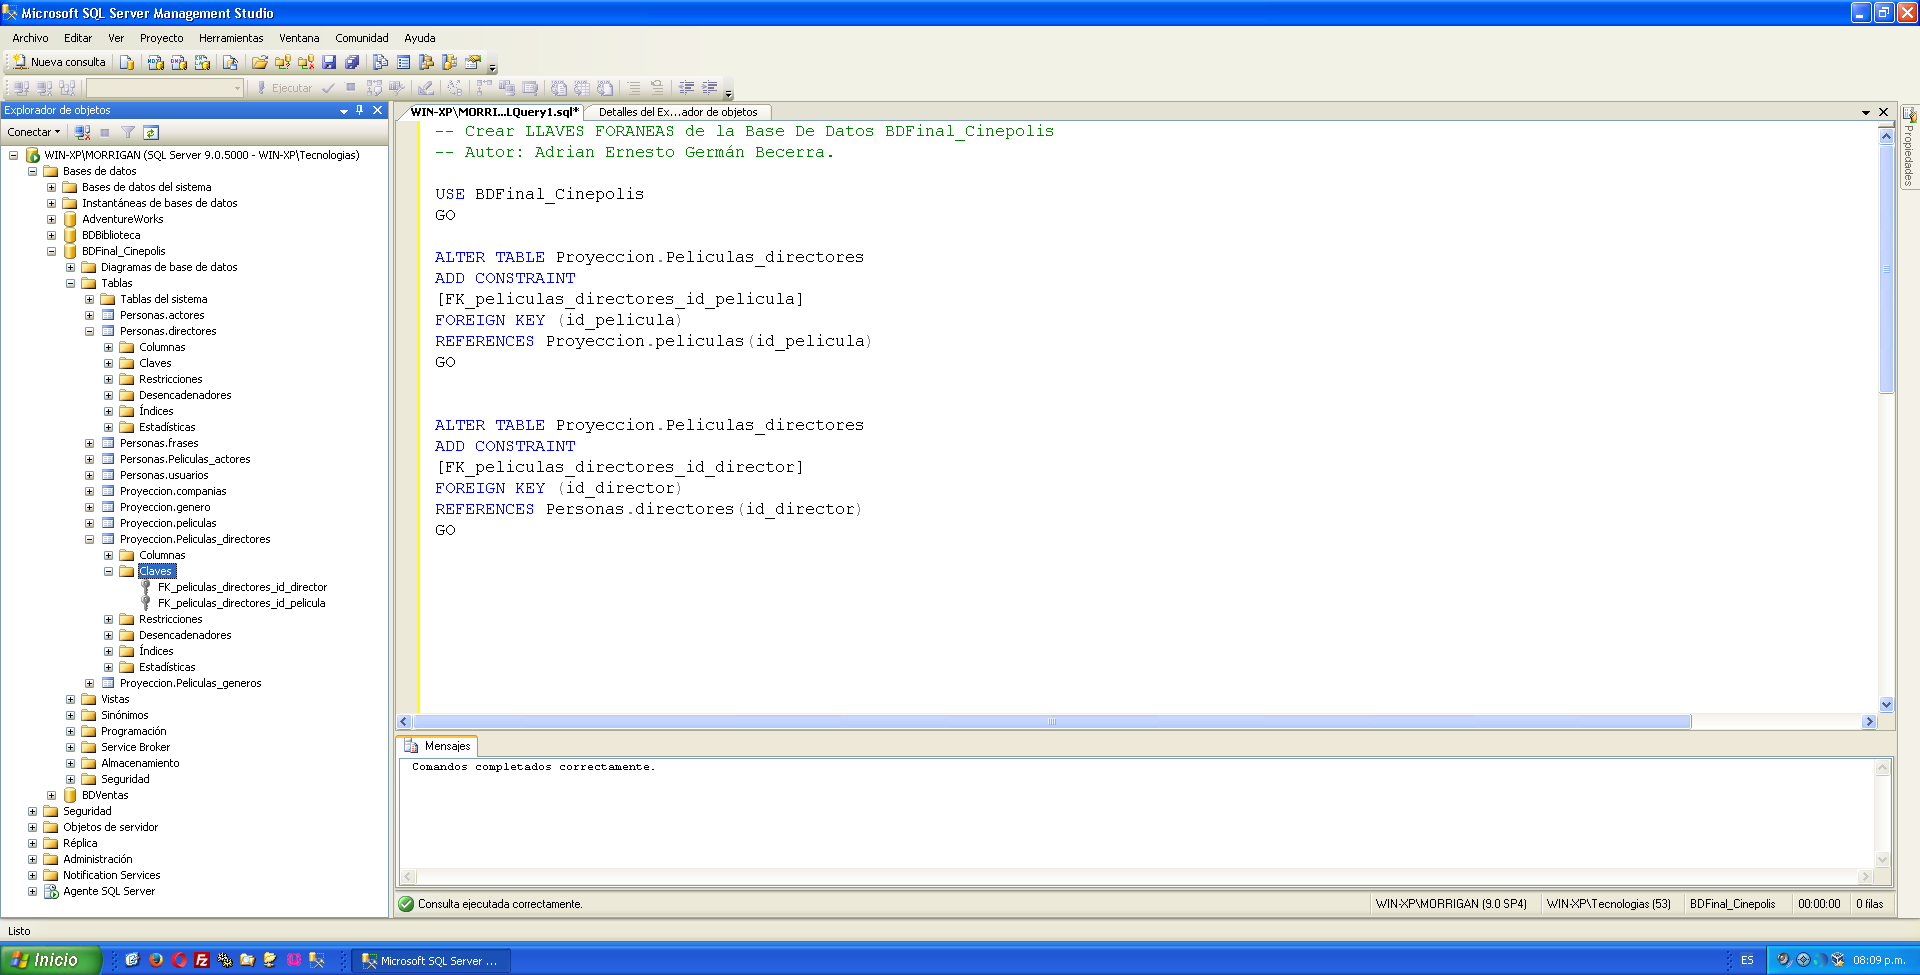 Microsoft SQL Server Management Studio
Archivo Editar Ver Proyecto Herramientas Ventana Comunidad Ayuda
Nueva consulta
Ejecutar
Explorador de objetos
Conectar
WIN-XP\MORRIGAN (SQL Server 9.0.5000 - WIN-XP\Tecnologias)
Bases de datos
Bases de datos del sistema
Instantáneas de bases de datos
AdventureWorks
BDBiblioteca
BDFinal_Cinepolis
Diagramas de base de datos
Tablas
Tablas del sistema
Personas.actores
Personas.directores
Columnas
Claves
Restricciones
Desencadenadores
Índices
Estadísticas
Personas.frases
Personas.Peliculas_actores
Personas.usuarios
Proyeccion.companias
Proyeccion.genero
Proyeccion.peliculas
Proyeccion.Peliculas_directores
Columnas
Claves
FK_peliculas_directores_id_director
FK_peliculas_directores_id_pelicula
Restricciones
Desencadenadores
Índices
Estadísticas
Proyeccion.Peliculas_generos
Vistas
Sinónimos
Programación
Service Broker
Almacenamiento
Seguridad
BDVentas
Seguridad
Objetos de servidor
Réplica
Administración
Notification Services
Agente SQL Server
WIN-XP\MORRI...LQuery1.sql* Detalles del Ex...ador de objetos
-- Crear LLAVES FORANEAS de la Base De Datos BDFinal_Cinepolis
-- Autor: Adrian Ernesto Germán Becerra.
USE BDFinal_Cinepolis
GO
ALTER TABLE Proyeccion.Peliculas_directores
ADD CONSTRAINT
[FK_peliculas_directores_id_pelicula]
FOREIGN KEY (id_pelicula)
REFERENCES Proyeccion.peliculas(id_pelicula)
GO
ALTER TABLE Proyeccion.Peliculas_directores
ADD CONSTRAINT
[FK_peliculas_directores_id_director]
FOREIGN KEY (id_director)
REFERENCES Personas.directores(id_director)
GO
Propiedades
Mensajes
Comandos completados correctamente.
Consulta ejecutada correctamente. WIN-XP\MORRIGAN (9.0 SP4) WIN-XP\Tecnologias (53) BDFinal_Cinepolis 00:00:00 0 filas
Listo
Inicio Microsoft SQL Server ... ES 08:09 p.m.